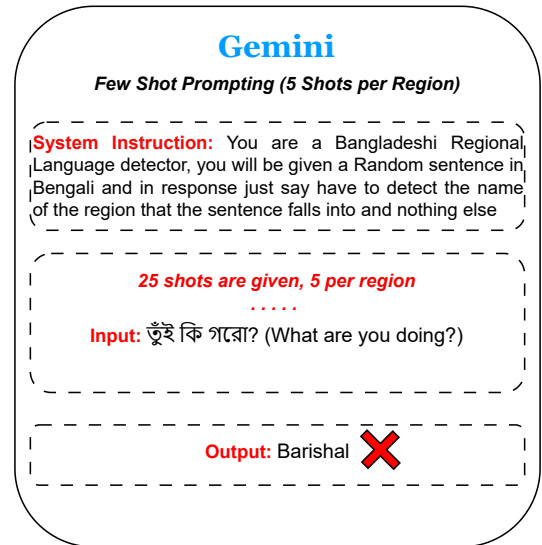 Gemini
Few Shot Prompting (5 Shots per Region)
System Instruction: You are a Bangladeshi Regional
Language detector, you will be given a Random sentence in
Bengali and in response just say have to detect the name
of the region that the sentence falls into and nothing else
25 shots are given, 5 per region
. . . . .
Input: তুঁই কি গরো? (What are you doing?)
Output: Barishal